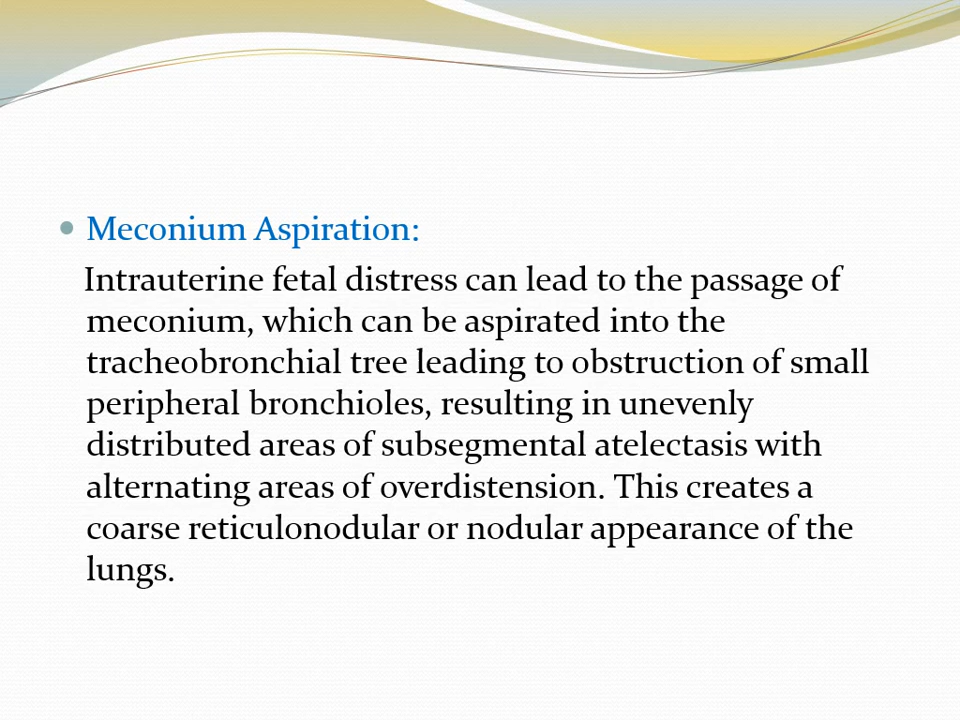 Meconium Aspiration:
Intrauterine fetal distress can lead to the passage of
meconium, which can be aspirated into the
tracheobronchial tree leading to obstruction of small
peripheral bronchioles, resulting in unevenly
distributed areas of subsegmental atelectasis with
alternating areas of overdistension. This creates a
coarse reticulonodular or nodular appearance of the
lungs.